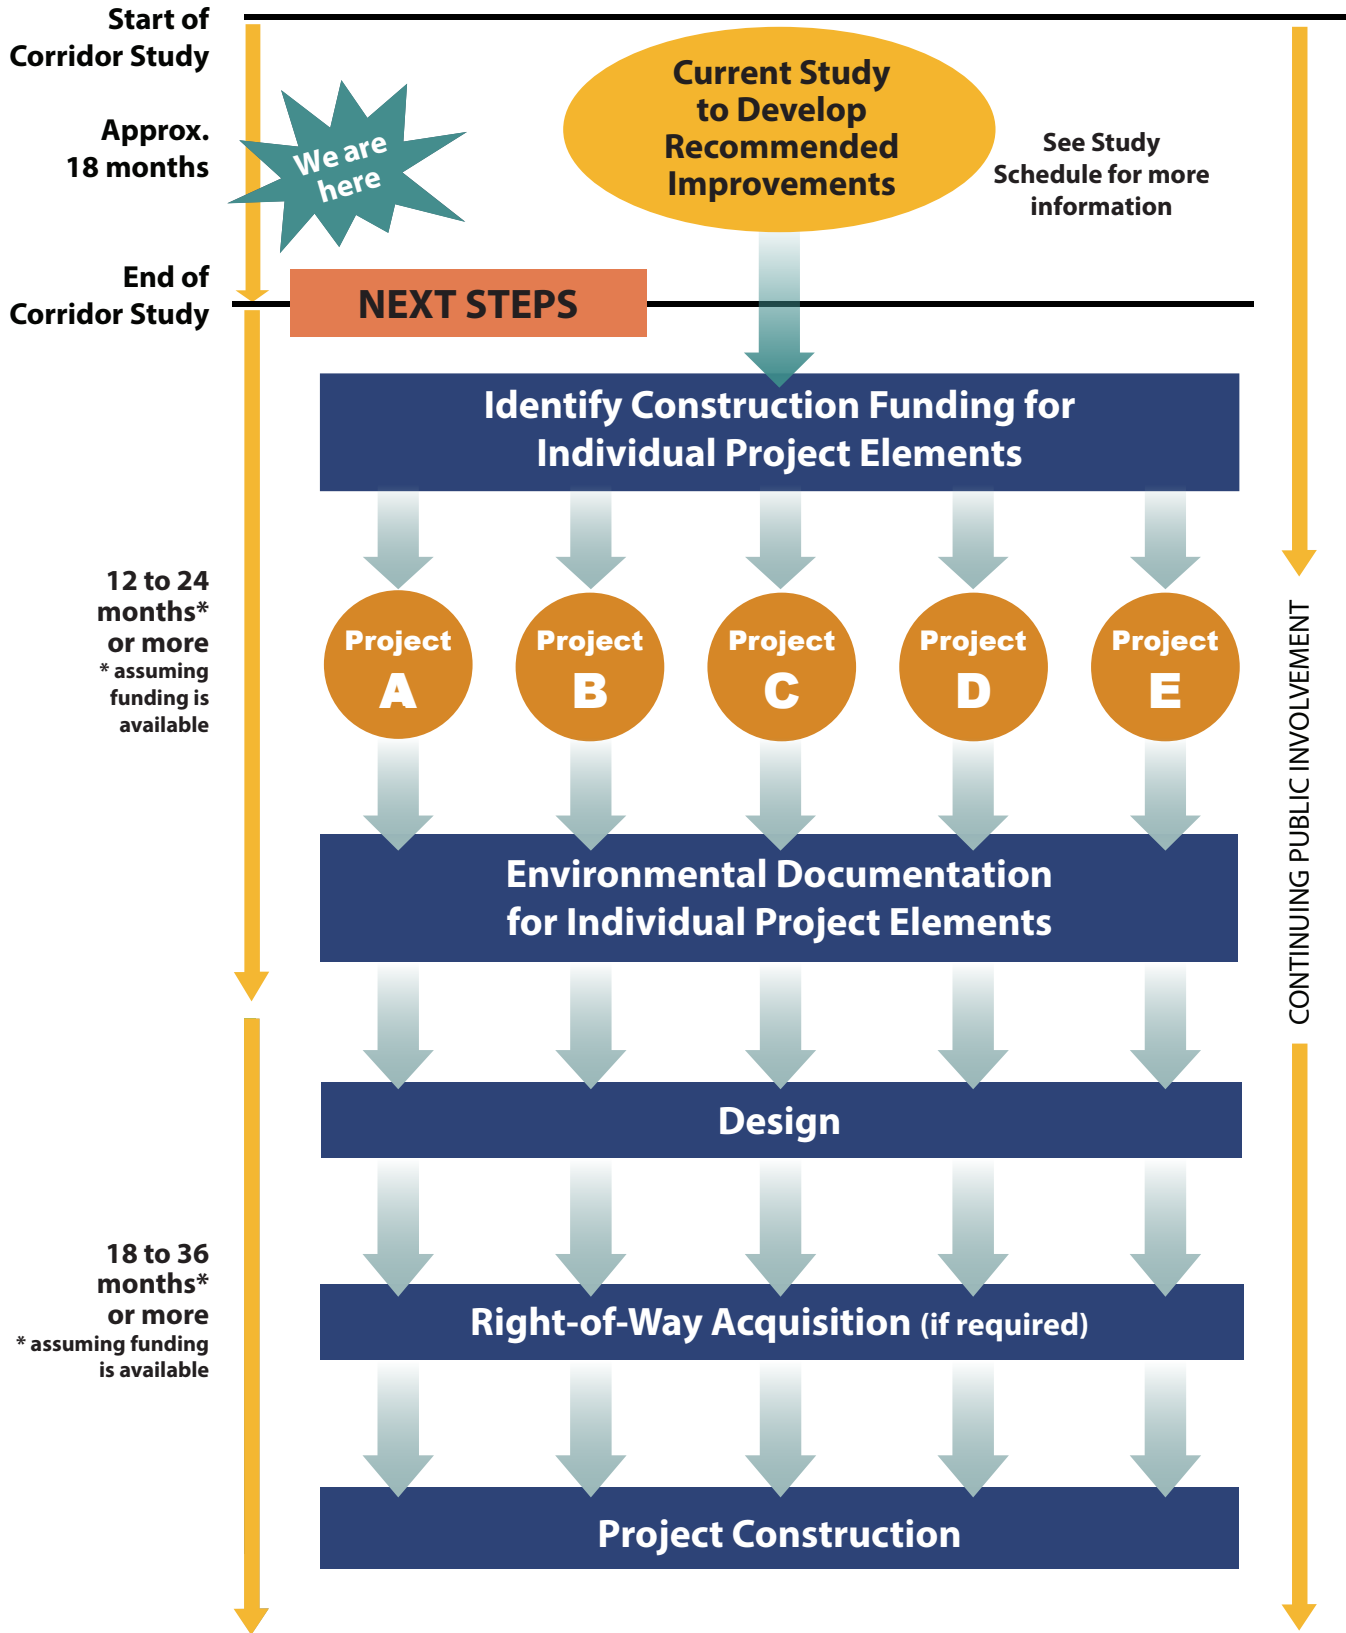 Start of
Corridor Study
Approx.
18 months
We are
here
Current Study
to Develop
Recommended
Improvements
See Study
Schedule for more
information
End of
Corridor Study
NEXT STEPS
Identify Construction Funding for
Individual Project Elements
12 to 24
months*
or more
* assuming
funding is
available
Project
A
Project
B
Project
C
Project
D
Project
E
CONTINUING PUBLIC INVOLVEMENT
Environmental Documentation
for Individual Project Elements
Design
18 to 36
months*
or more
* assuming funding
is available
Right-of-Way Acquisition (if required)
Project Construction